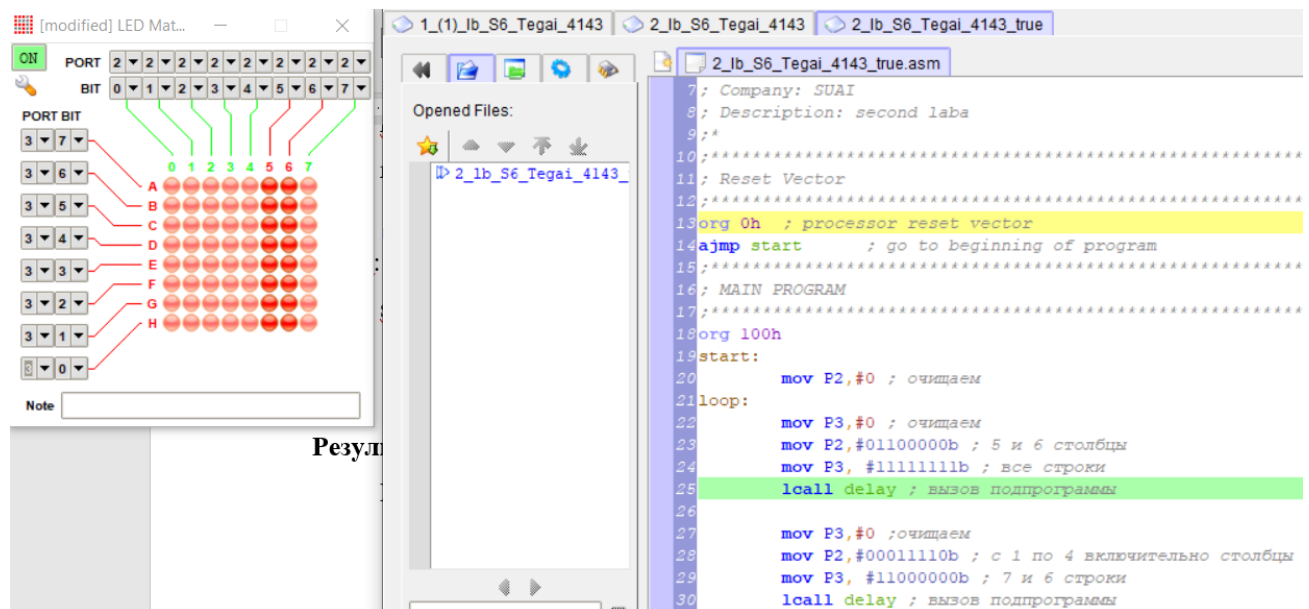 [modified] LED Mat...
ON
PORT 2 2 2 2 2 2 2 2
BIT 0 1 2 3 4 5 6 7
PORT BIT
3 7
3 6
3 5
3 4
3 3
3 2
3 1
3 0
0 1 2 3 4 5 6 7
A
B
C
D
E
F
G
H
Note
Резул
1_(1)_lb_S6_Tegai_4143
2_lb_S6_Tegai_4143
2_lb_S6_Tegai_4143_true
Opened Files:
2_lb_S6_Tegai_4143_
2_lb_S6_Tegai_4143_true.asm
7 ; Company: SUAI
8 ; Description: second laba
9 ;*
10 ;*********************************************************
11 ; Reset Vector
12 ;*********************************************************
13 org 0h ; processor reset vector
14 ajmp start ; go to beginning of program
15 ;*********************************************************
16 ; MAIN PROGRAM
17 ;*********************************************************
18 org 100h
19 start:
20 mov P2,#0 ; очищаем
21 loop:
22 mov P3,#0 ; очищаем
23 mov P2,#01100000b ; 5 и 6 столбцы
24 mov P3, #11111111b ; все строки
25 lcall delay ; вызов подпрограммы
26
27 mov P3,#0 ;очищаем
28 mov P2,#00011110b ; с 1 по 4 включительно столбцы
29 mov P3, #11000000b ; 7 и 6 строки
30 lcall delay ; вызов подпрограммы